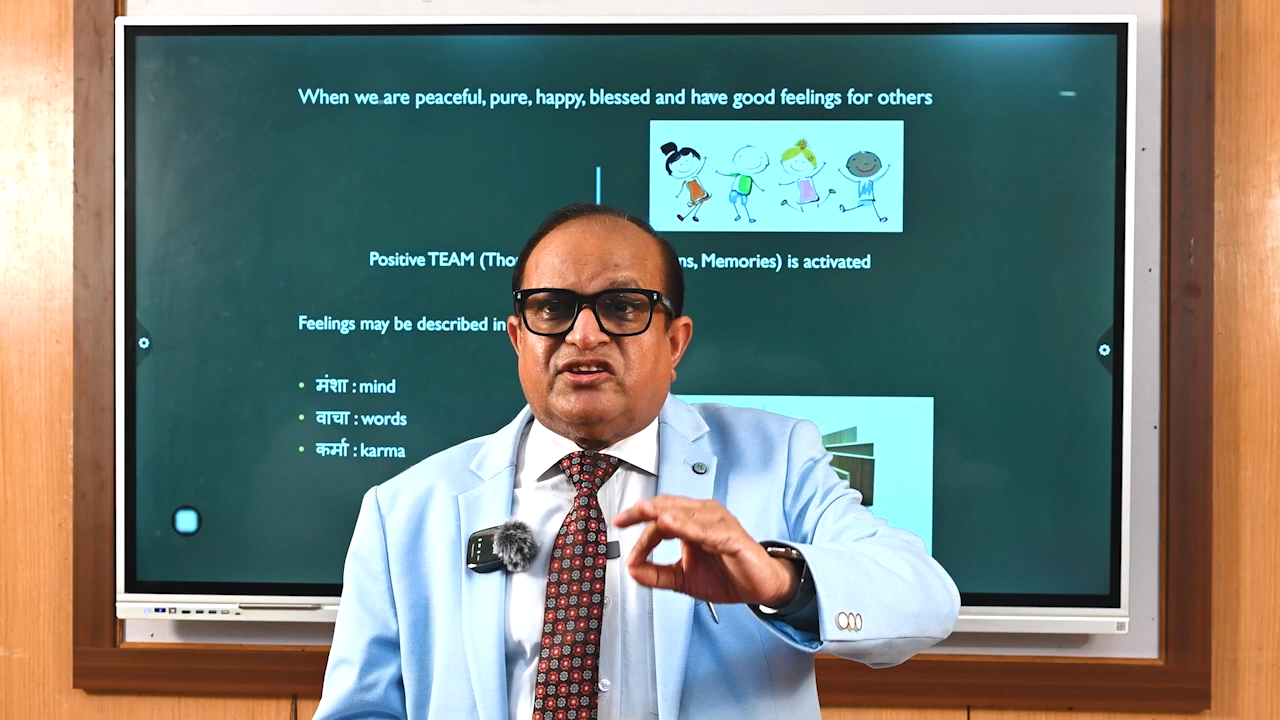 When we are peaceful, pure, happy, blessed and have good feelings for others
Positive TEAM ns, Memories) is activated
Feelings may be described in
• मंशा : mind
• वाचा : words
• कर्मा : karma